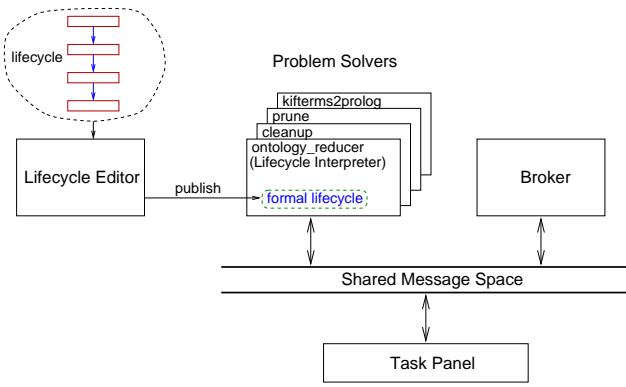 lifecycle
Problem Solvers
kifterms2prolog
prune
cleanup
ontology_reducer
(Lifecycle Interpreter)
Lifecycle Editor
publish
formal lifecycle
Broker
Shared Message Space
Task Panel